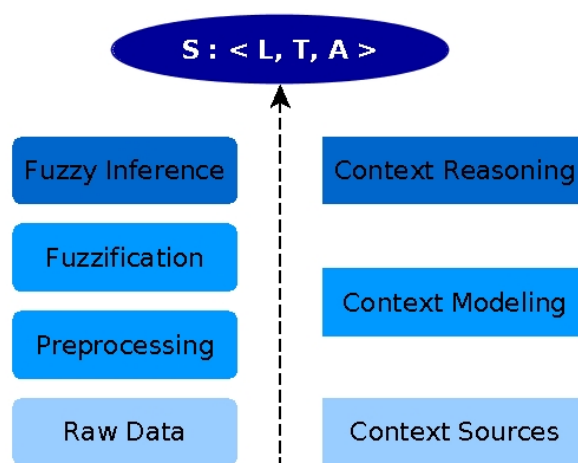 S : < L, T, A >
Fuzzy Inference
Context Reasoning
Fuzzification
Context Modeling
Preprocessing
Raw Data
Context Sources